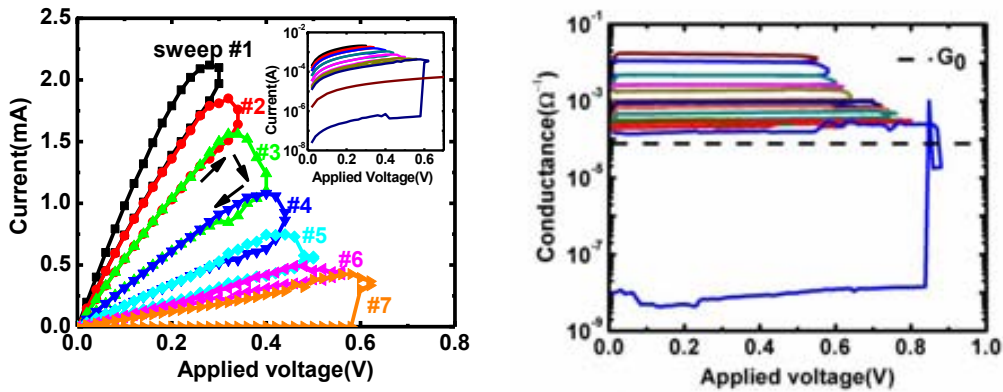 2.5
2.0
1.5
1.0
0.5
0.0
Current(mA)
0.0 0.2 0.4 0.6 0.8
Applied voltage(V)
sweep #1
#2
#3
#4
#5
#6
#7
10⁻²
10⁻⁴
10⁻⁶
10⁻⁸
Current(A)
0.0 0.2 0.4 0.6
Applied Voltage(V)
10⁻¹
10⁻³
10⁻⁵
10⁻⁷
10⁻⁹
Conductance(Ω⁻¹)
0.0 0.2 0.4 0.6 0.8 1.0
Applied voltage(V)
G₀